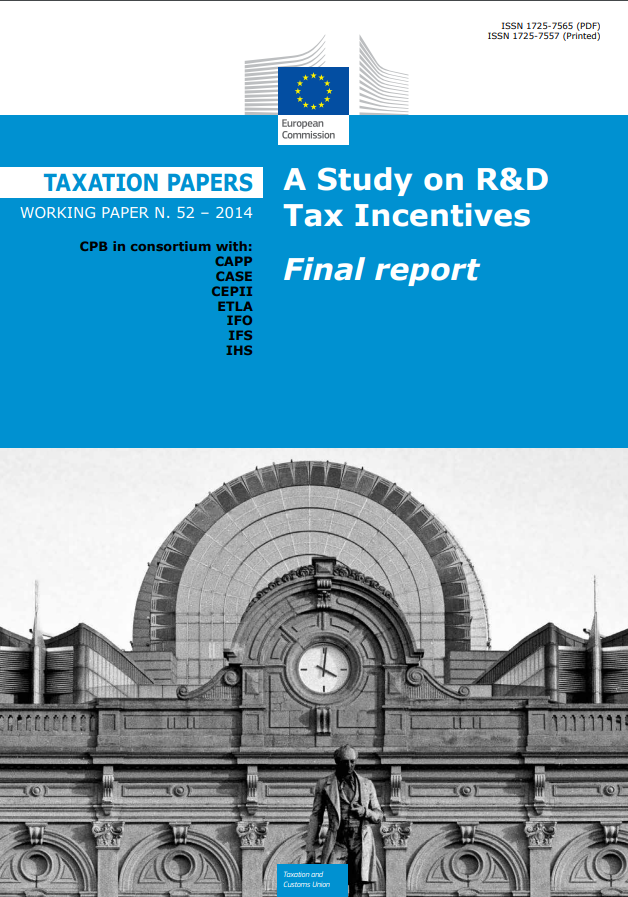 ISSN 1725-7565 (PDF)
ISSN 1725-7557 (Printed)
European
Commission
TAXATION PAPERS
WORKING PAPER N. 52 – 2014
CPB in consortium with:
CAPP
CASE
CEPII
ETLA
IFO
IFS
IHS
A Study on R&D
Tax Incentives
Final report
Taxation and
Customs Union